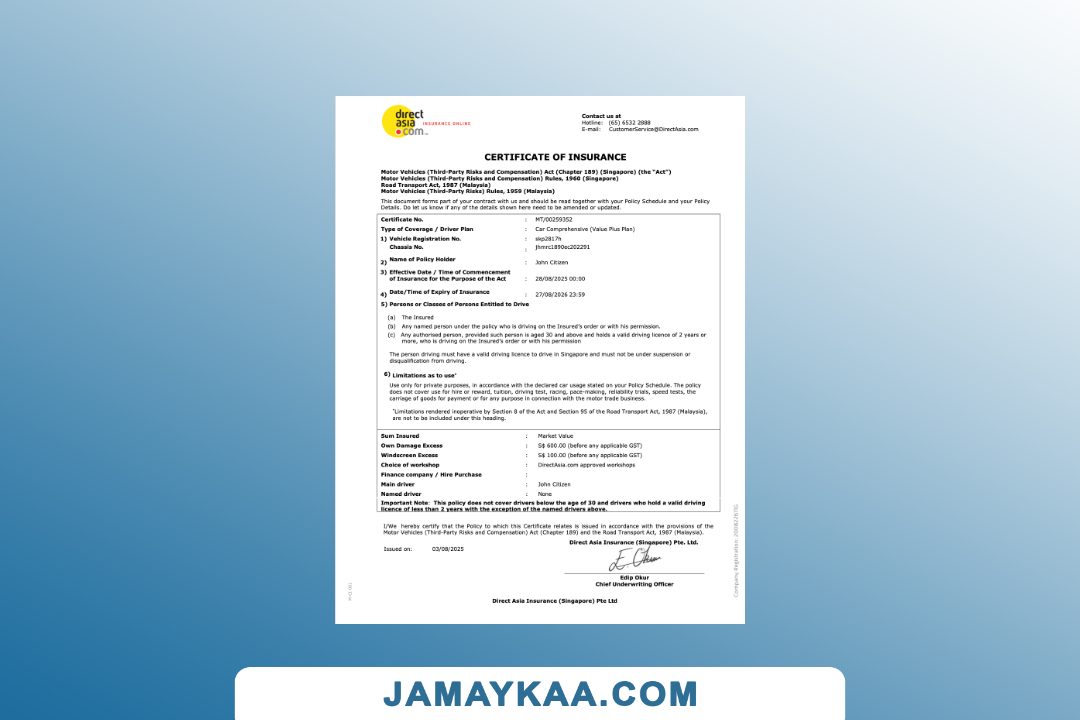 direct
asia
.com
INSURANCE ONLINE
Contact us at
Hotline: (65) 6532 2888
E-mail: CustomerService@DirectAsia.com
CERTIFICATE OF INSURANCE
Motor Vehicles (Third-Party Risks and Compensation) Act (Chapter 189) (Singapore) (the "Act")
Motor Vehicles (Third-Party Risks and Compensation) Rules, 1960 (Singapore)
Road Transport Act, 1987 (Malaysia)
Motor Vehicles (Third-Party Risks) Rules, 1959 (Malaysia)
This document forms part of your contract with us and should be read together with your Policy Schedule and your Policy
Details. Do let us know if any of the details shown here need to be amended or updated.
Certificate No. : MT/00259352
Type of Coverage / Driver Plan : Car Comprehensive (Value Plus Plan)
1) Vehicle Registration No. : skp2817h
Chassis No. : jhmrc1890ec202291
2) Name of Policy Holder : John Citizen
3) Effective Date / Time of Commencement
of Insurance for the Purpose of the Act : 28/08/2025 00:00
4) Date/Time of Expiry of Insurance : 27/08/2026 23:59
5) Persons or Classes of Persons Entitled to Drive
(a) The Insured
(b) Any named person under the policy who is driving on the Insured's order or with his permission.
(c) Any authorised person, provided such person is aged 30 and above and holds a valid driving licence of 2 years or
more, who is driving on the Insured's order or with his permission
The person driving must have a valid driving licence to drive in Singapore and must not be under suspension or
disqualification from driving.
6) Limitations as to use*
Use only for private purposes, in accordance with the declared car usage stated on your Policy Schedule. The policy
does not cover use for hire or reward, tuition, driving test, racing, pace-making, reliability trials, speed tests, the
carriage of goods for payment or for any purpose in connection with the motor trade business.
*Limitations rendered inoperative by Section 8 of the Act and Section 95 of the Road Transport Act, 1987 (Malaysia),
are not to be included under this heading.
Sum Insured : Market Value
Own Damage Excess : S$ 600.00 (before any applicable GST)
Windscreen Excess : S$ 100.00 (before any applicable GST)
Choice of workshop : DirectAsia.com approved workshops
Finance company / Hire Purchase :
Main driver : John Citizen
Named driver : None
Important Note: This policy does not cover drivers below the age of 30 and drivers who hold a valid driving
licence of less than 2 years with the exception of the named drivers above.
I/We hereby certify that the Policy to which this Certificate relates is issued in accordance with the provisions of the
Motor Vehicles (Third-Party Risks and Compensation) Act (Chapter 189) and the Road Transport Act, 1987 (Malaysia).
Direct Asia Insurance (Singapore) Pte. Ltd.
Issued on: 03/08/2025
Edip Okur
Chief Underwriting Officer
Direct Asia Insurance (Singapore) Pte Ltd
Company Registration:
JAMAYKAA.COM